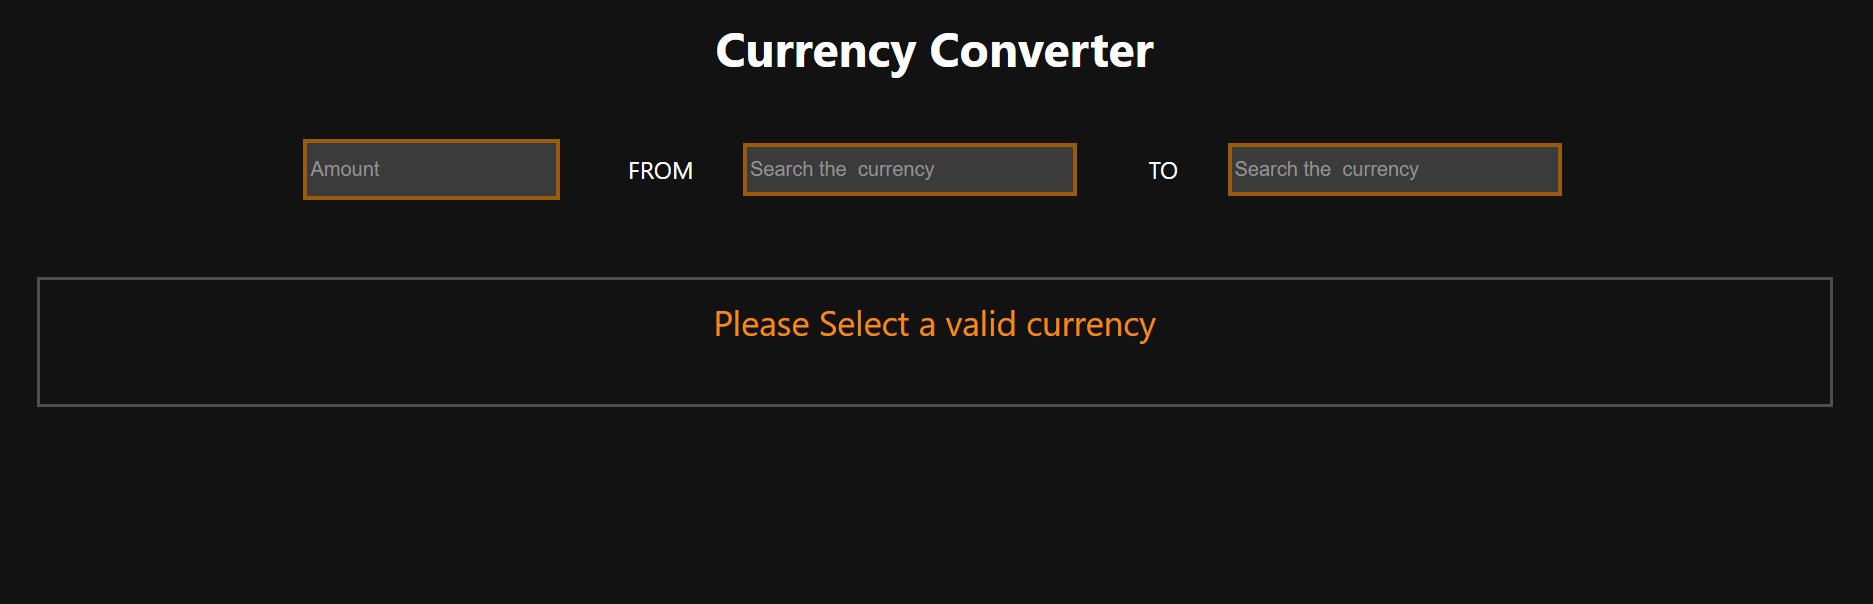 Currency Converter
Amount FROM Search the  currency TO Search the  currency
Please Select a valid currency